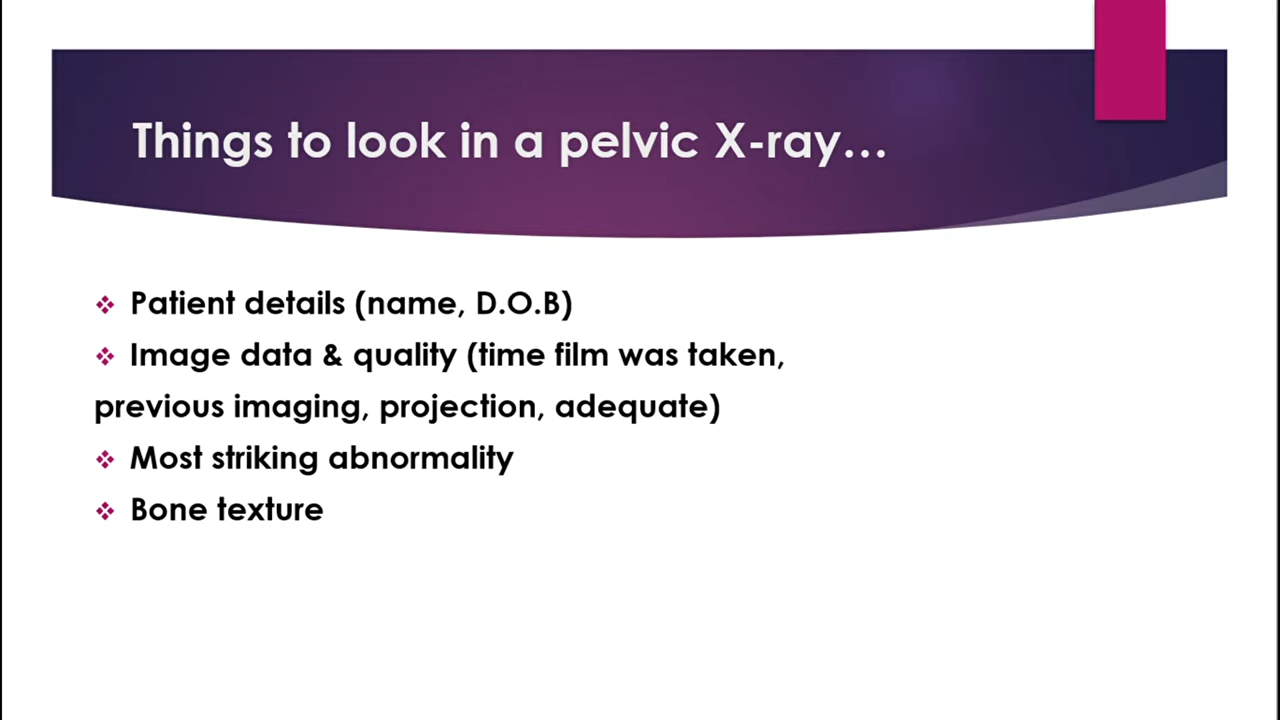 Things to look in a pelvic X-ray…
❖ Patient details (name, D.O.B)
❖ Image data & quality (time film was taken,
previous imaging, projection, adequate)
❖ Most striking abnormality
❖ Bone texture